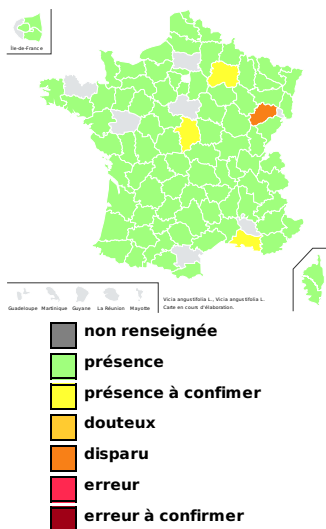 Île-de-France
Vicia angustifolia L., Vicia angustifolia L.
Carte en cours d'élaboration.
Guadeloupe Martinique Guyane La Réunion Mayotte
non renseignée
présence
présence à confimer
douteux
disparu
erreur
erreur à confirmer